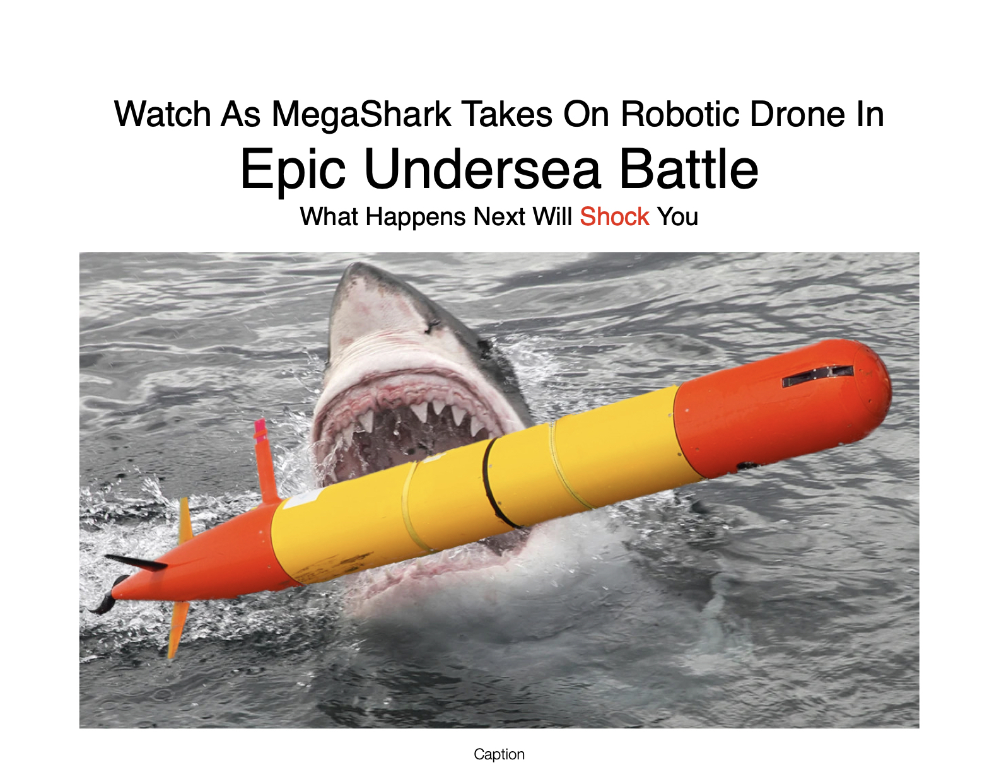 Watch As MegaShark Takes On Robotic Drone In
Epic Undersea Battle
What Happens Next Will Shock You
Caption